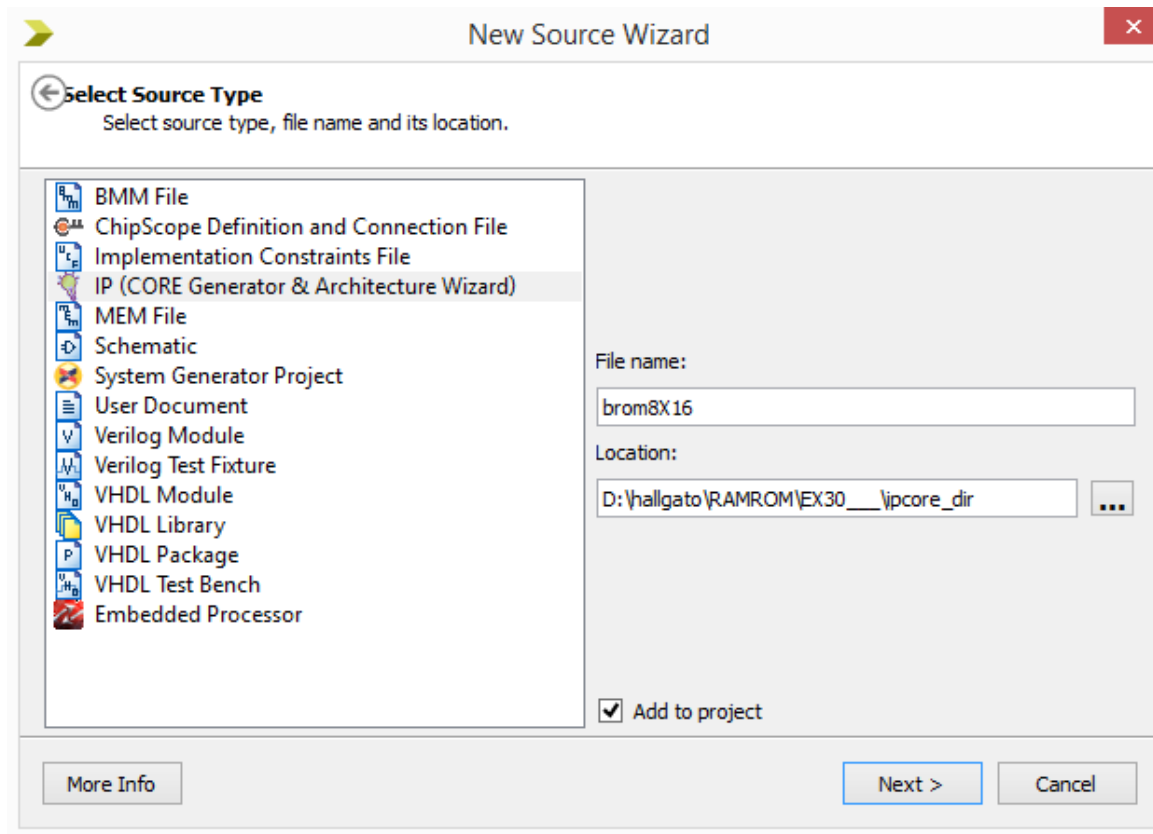 New Source Wizard
Select Source Type
Select source type, file name and its location.
BMM File
ChipScope Definition and Connection File
Implementation Constraints File
IP (CORE Generator & Architecture Wizard)
MEM File
Schematic
System Generator Project
User Document
Verilog Module
Verilog Test Fixture
VHDL Module
VHDL Library
VHDL Package
VHDL Test Bench
Embedded Processor
File name:
brom8X16
Location:
D:\hallgato\RAMROM\EX30___\ipcore_dir
...
Add to project
More Info
Next >
Cancel